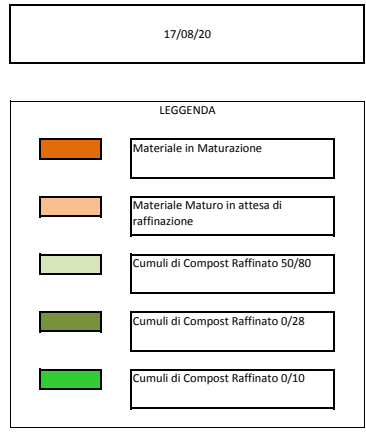 17/08/20
LEGGENDA
Materiale in Maturazione
Materiale Maturo in attesa di
raffinazione
Cumuli di Compost Raffinato 50/80
Cumuli di Compost Raffinato 0/28
Cumuli di Compost Raffinato 0/10